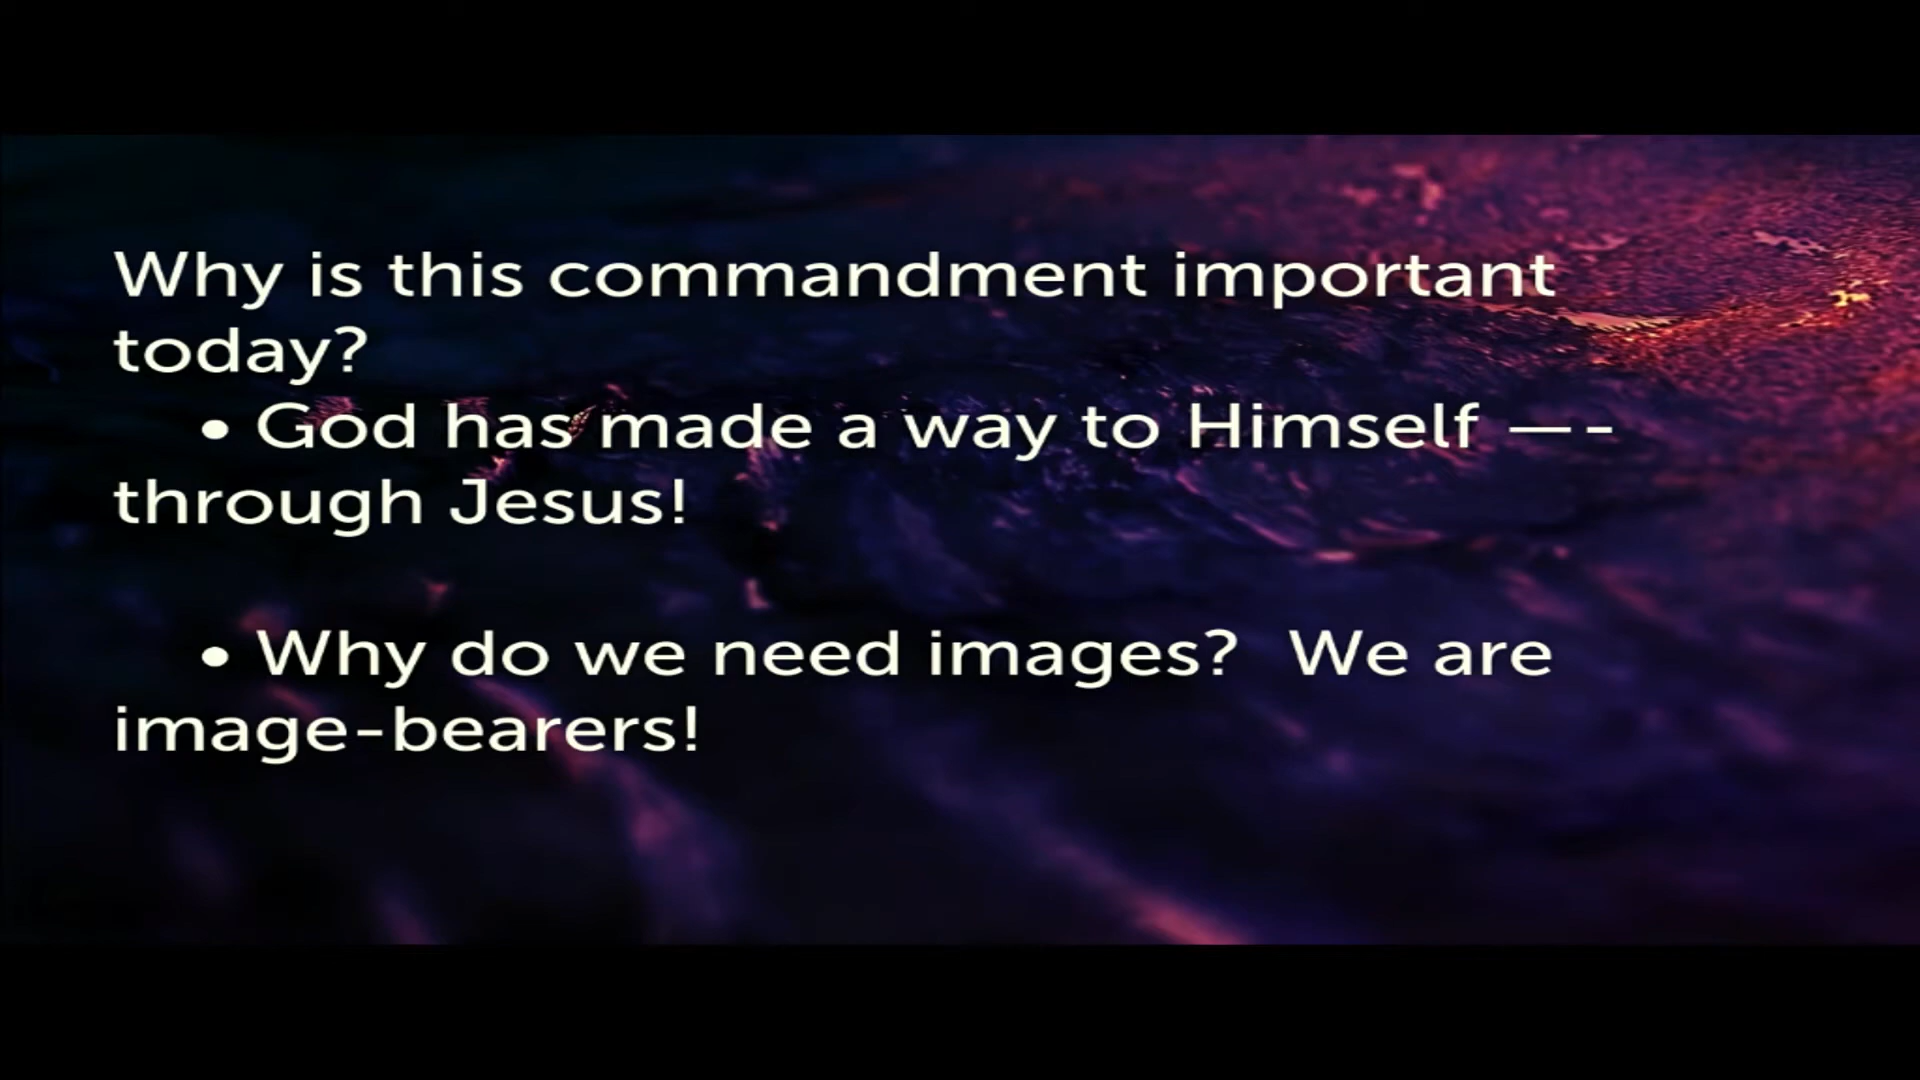 Why is this commandment important
today?
• God has made a way to Himself —-
through Jesus!
• Why do we need images?  We are
image-bearers!